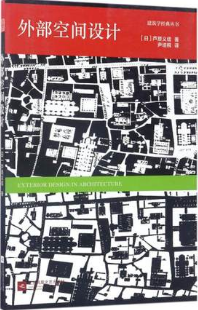 建筑学经典丛书
外部空间设计
[日]芦原义信 著
尹培桐 译
EXTERIOR DESIGN IN ARCHITECTURE